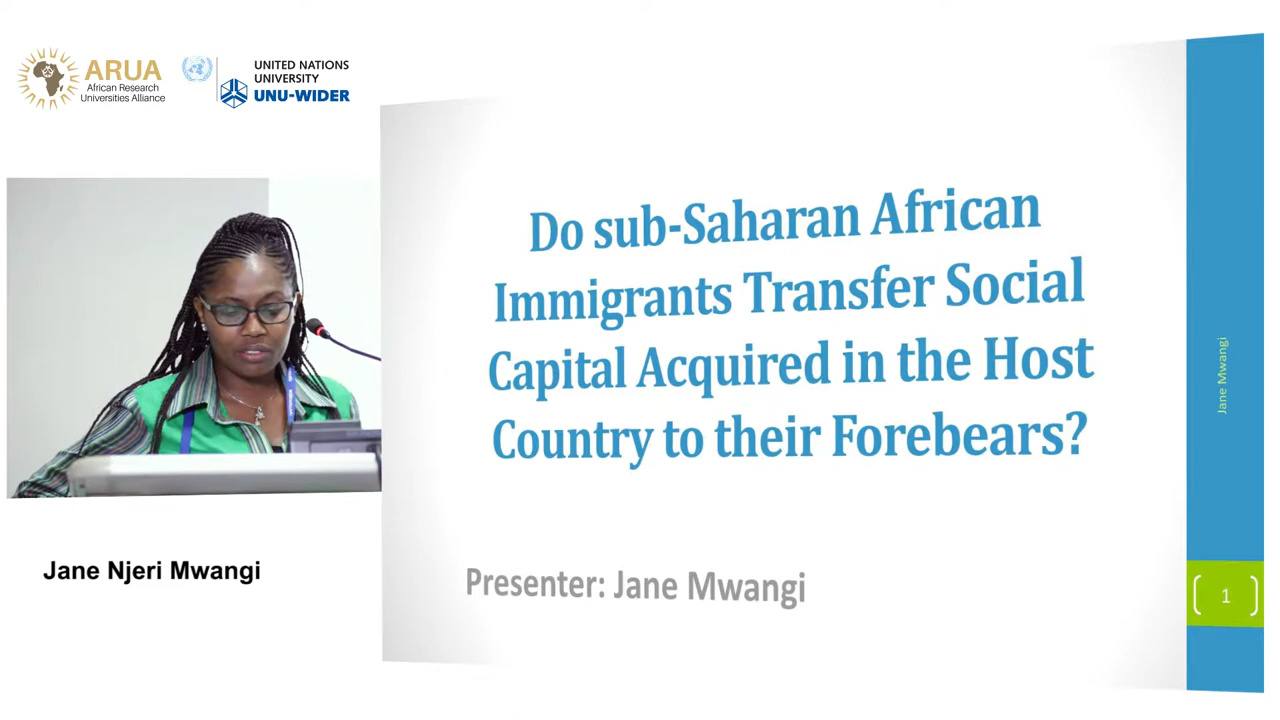 ARUA
African Research
Universities Alliance
UNITED NATIONS
UNIVERSITY
UNU-WIDER
Do sub-Saharan African
Immigrants Transfer Social
Capital Acquired in the Host
Country to their Forebears?
Presenter: Jane Mwangi
Jane Mwangi
1
Jane Njeri Mwangi